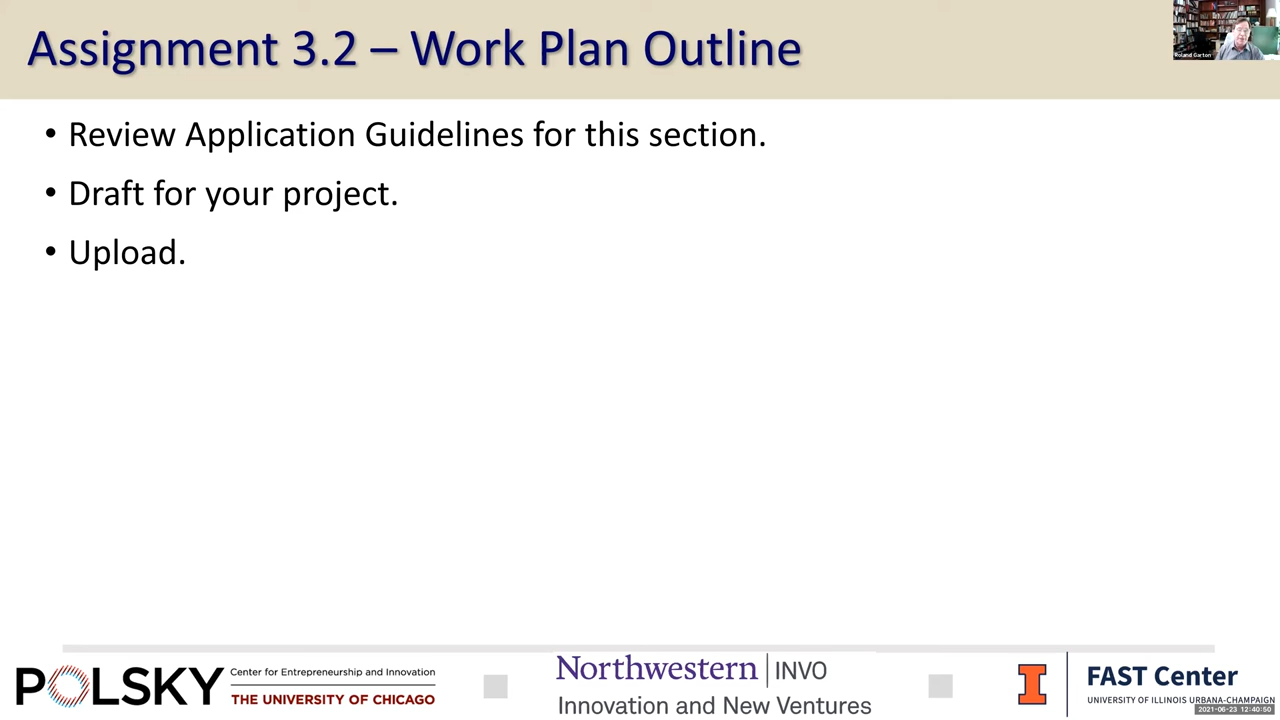 Assignment 3.2 – Work Plan Outline
Roland Garton
• Review Application Guidelines for this section.
• Draft for your project.
• Upload.
POLSKY Center for Entrepreneurship and Innovation
THE UNIVERSITY OF CHICAGO
Northwestern | INVO
Innovation and New Ventures
I FAST Center
UNIVERSITY OF ILLINOIS URBANA-CHAMPAIGN
2021-06-23 12:40:50